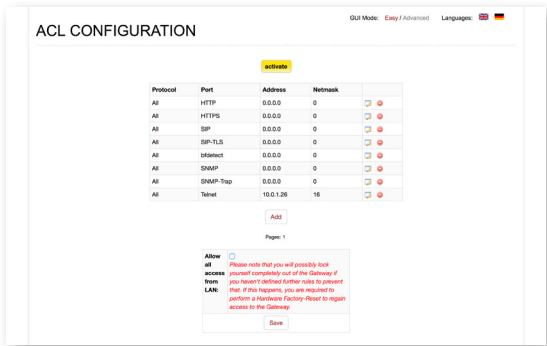 GUI Mode: Easy / Advanced Languages:
ACL CONFIGURATION
activate
Protocol Port Address Netmask
All HTTP 0.0.0.0 0
All HTTPS 0.0.0.0 0
All SIP 0.0.0.0 0
All SIP-TLS 0.0.0.0 0
All bfdetect 0.0.0.0 0
All SNMP 0.0.0.0 0
All SNMP-Trap 0.0.0.0 0
All Telnet 10.0.1.26 16
Add
Pages: 1
Allow
all
access
from
LAN:
Please note that you will possibly lock
yourself completely out of the Gateway if
you haven't defined further rules to prevent
that. If this happens, you are required to
perform a Hardware Factory-Reset to regain
access to the Gateway.
Save